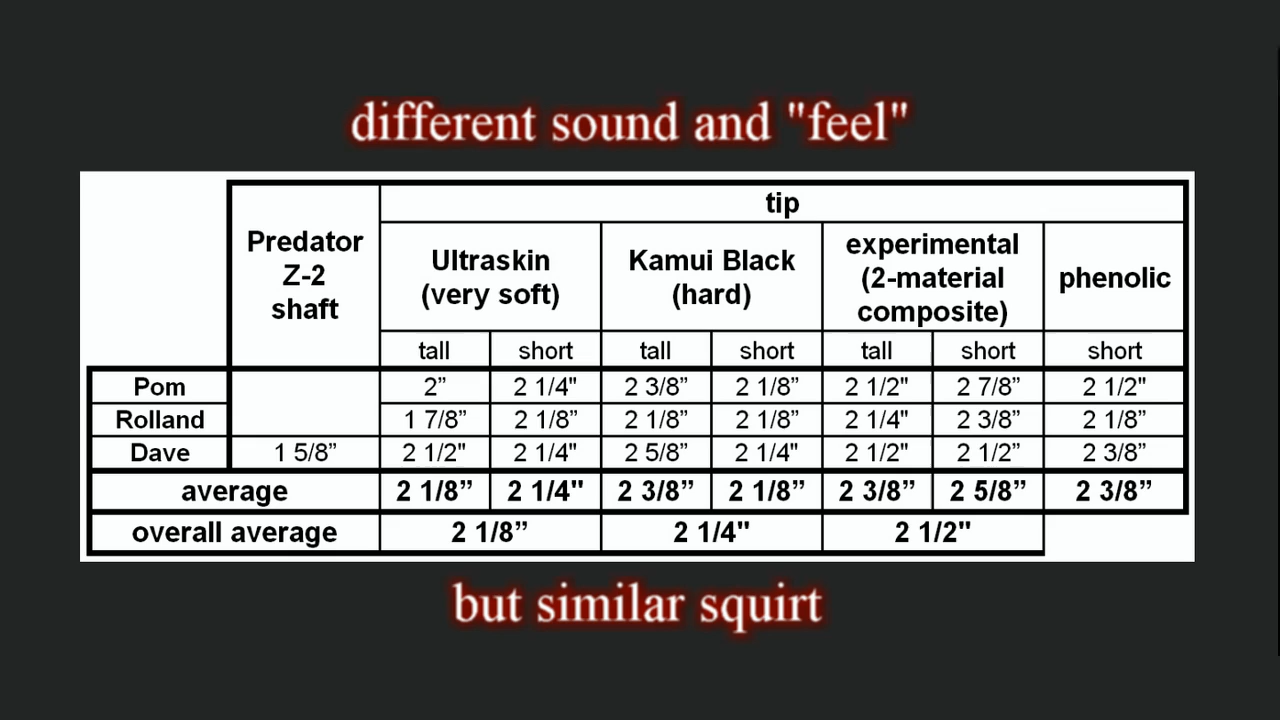 different sound and "feel"
tip
Predator
Z-2
shaft
Ultraskin
(very soft)
Kamui Black
(hard)
experimental
(2-material
composite)
phenolic
tall short tall short tall short short
Pom 2” 2 1/4" 2 3/8” 2 1/8” 2 1/2" 2 7/8” 2 1/2"
Rolland 1 7/8” 2 1/8” 2 1/8” 2 1/8” 2 1/4" 2 3/8” 2 1/8”
Dave 1 5/8” 2 1/2" 2 1/4" 2 5/8” 2 1/4" 2 1/2" 2 1/2” 2 3/8”
average 2 1/8” 2 1/4" 2 3/8” 2 1/8” 2 3/8” 2 5/8” 2 3/8”
overall average 2 1/8” 2 1/4" 2 1/2"
but similar squirt